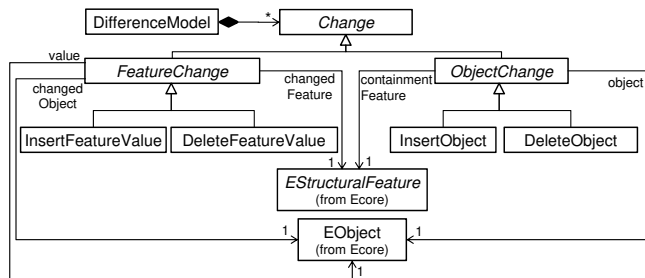 DifferenceModel
*
Change
value
FeatureChange
changed
Feature
containment
Feature
ObjectChange
object
changed
Object
InsertFeatureValue
DeleteFeatureValue
InsertObject
DeleteObject
1
1
EStructuralFeature
(from Ecore)
1
EObject
(from Ecore)
1
1